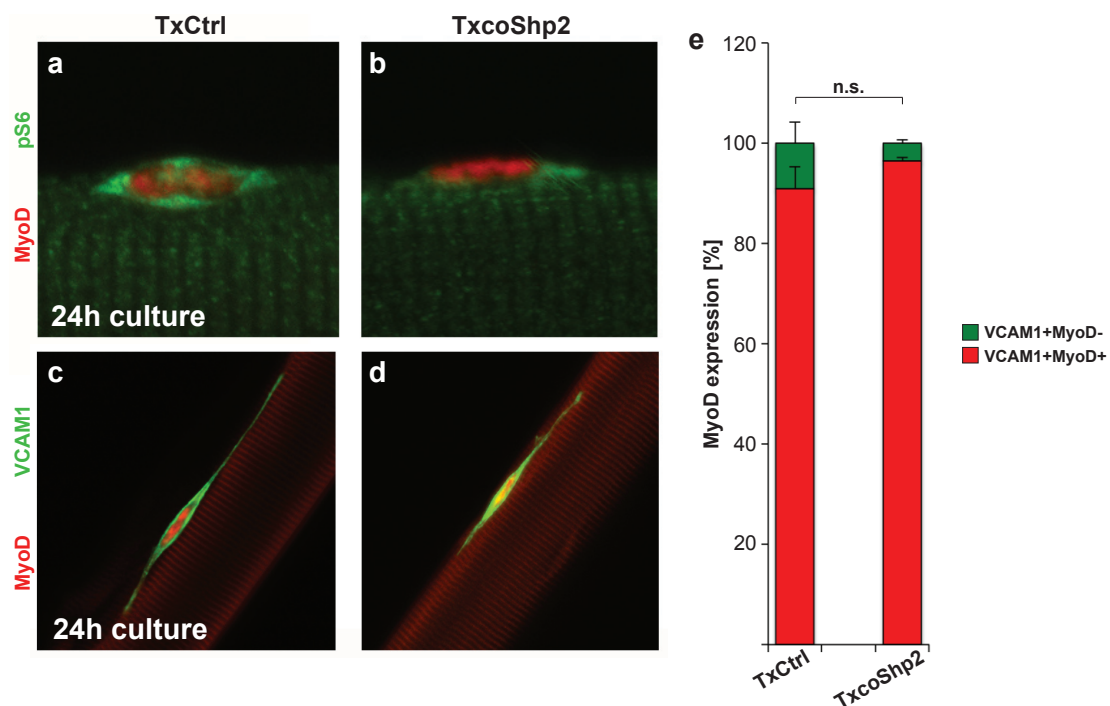 TxCtrl
TxcoShp2
a
b
pS6
MyoD
24h culture
c
d
VCAM1
MyoD
24h culture
e
120
n.s.
100
80
60
40
20
MyoD expression [%]
VCAM1+MyoD-
VCAM1+MyoD+
TxCtrl
TxcoShp2